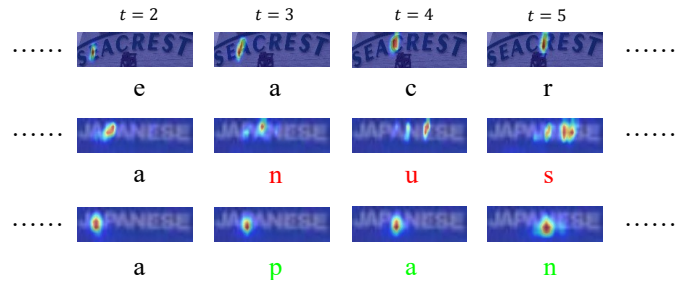 t = 2 t = 3 t = 4 t = 5
...... SEACREST SEACREST SEACREST SEACREST ......
e a c r
...... JAPANESE JAPANESE JAPANESE JAPANESE ......
a n u s
...... JAPANESE JAPANESE JAPANESE JAPANESE ......
a p a n